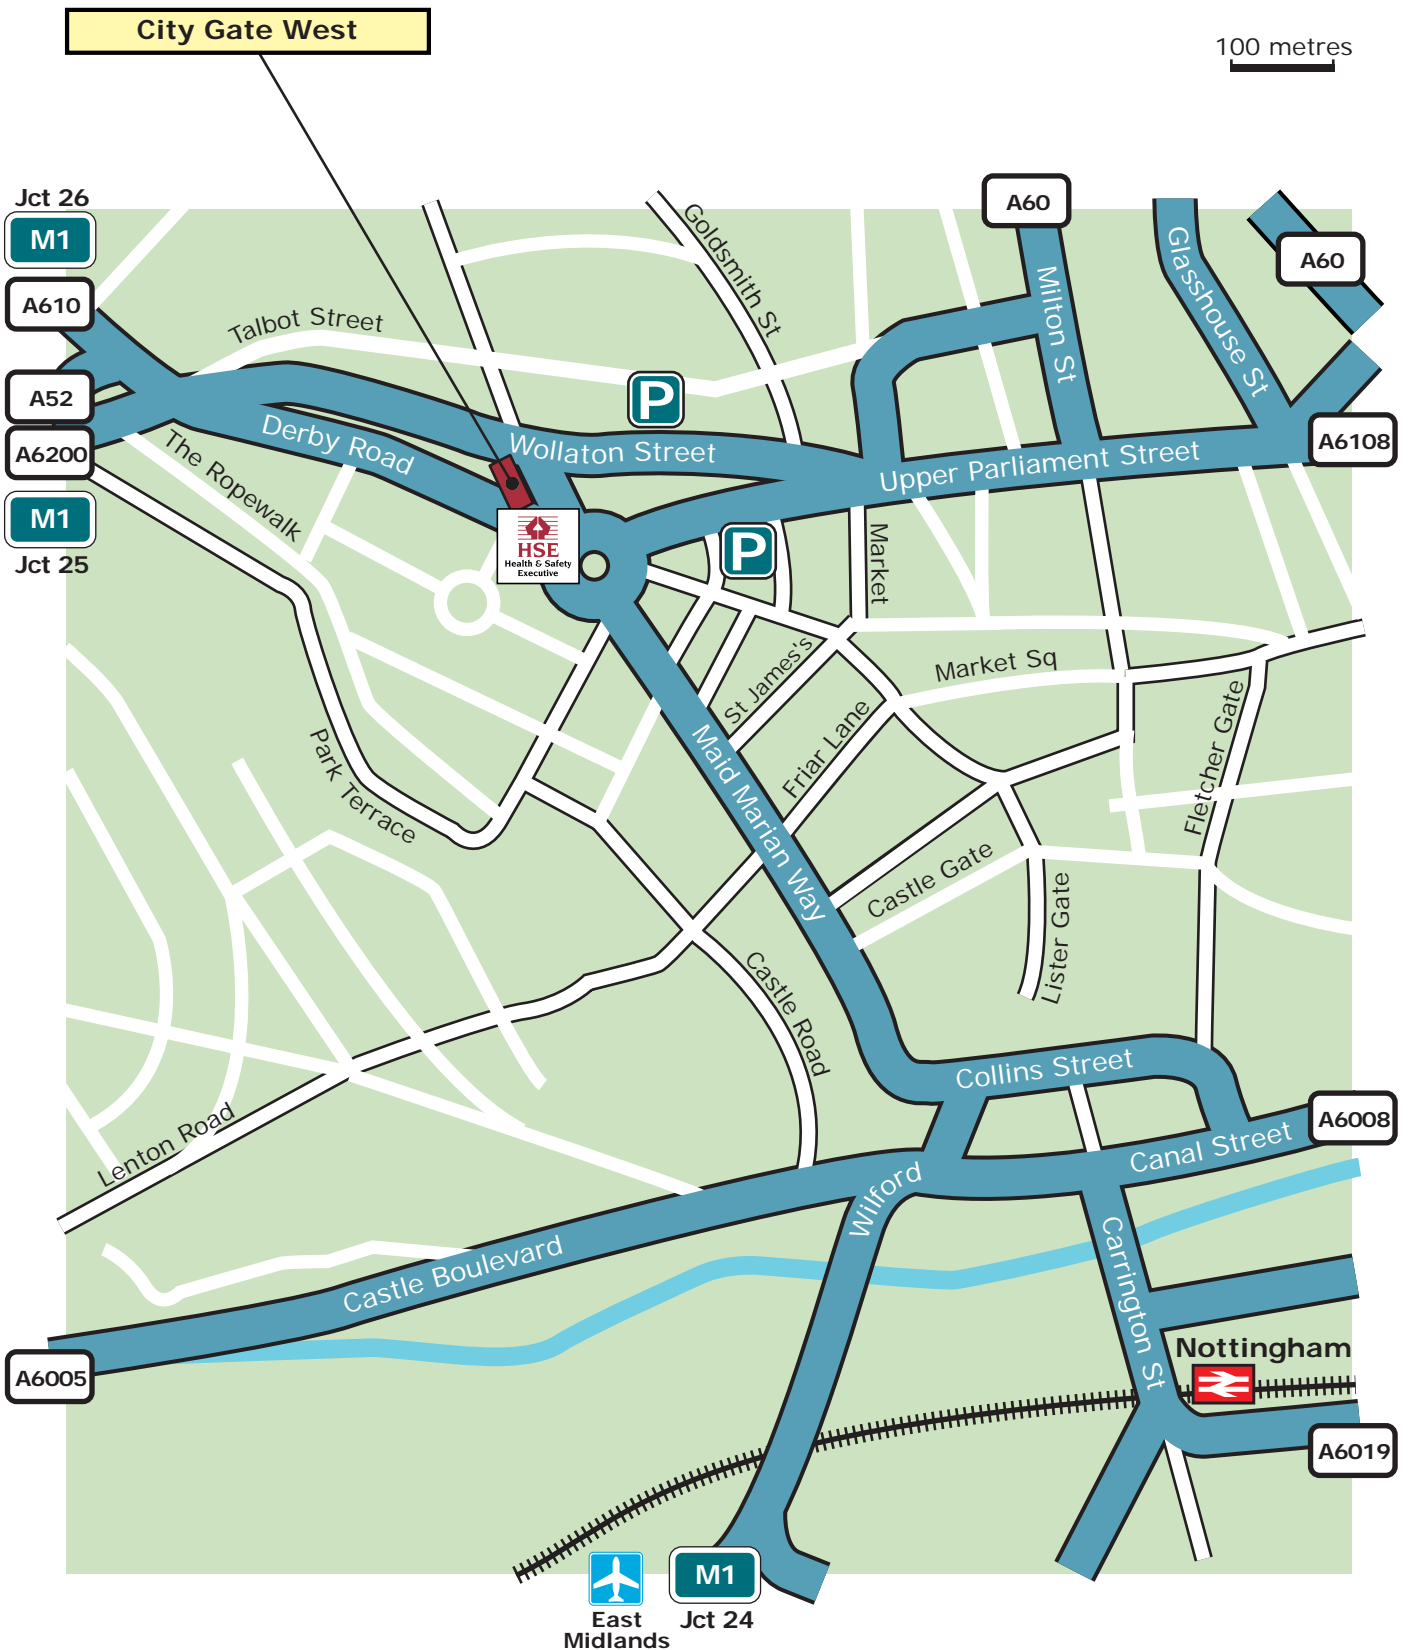 City Gate West
100 metres
Jct 26
M1
A610
A52
A6200
M1
Jct 25
A60
A60
A6108
Goldsmith St
Talbot Street
Milton St
Glasshouse St
P
Derby Road
Wollaton Street
Upper Parliament Street
The Ropewalk
HSE
Health & Safety
Executive
P
Market
St James's
Market Sq
Friar Lane
Fletcher Gate
Maid Marian Way
Park Terrace
Castle Gate
Lister Gate
Castle Road
Collins Street
Lenton Road
A6008
Canal Street
Wilford
Castle Boulevard
Carrington St
Nottingham
A6005
A6019
M1
East
Midlands
Jct 24